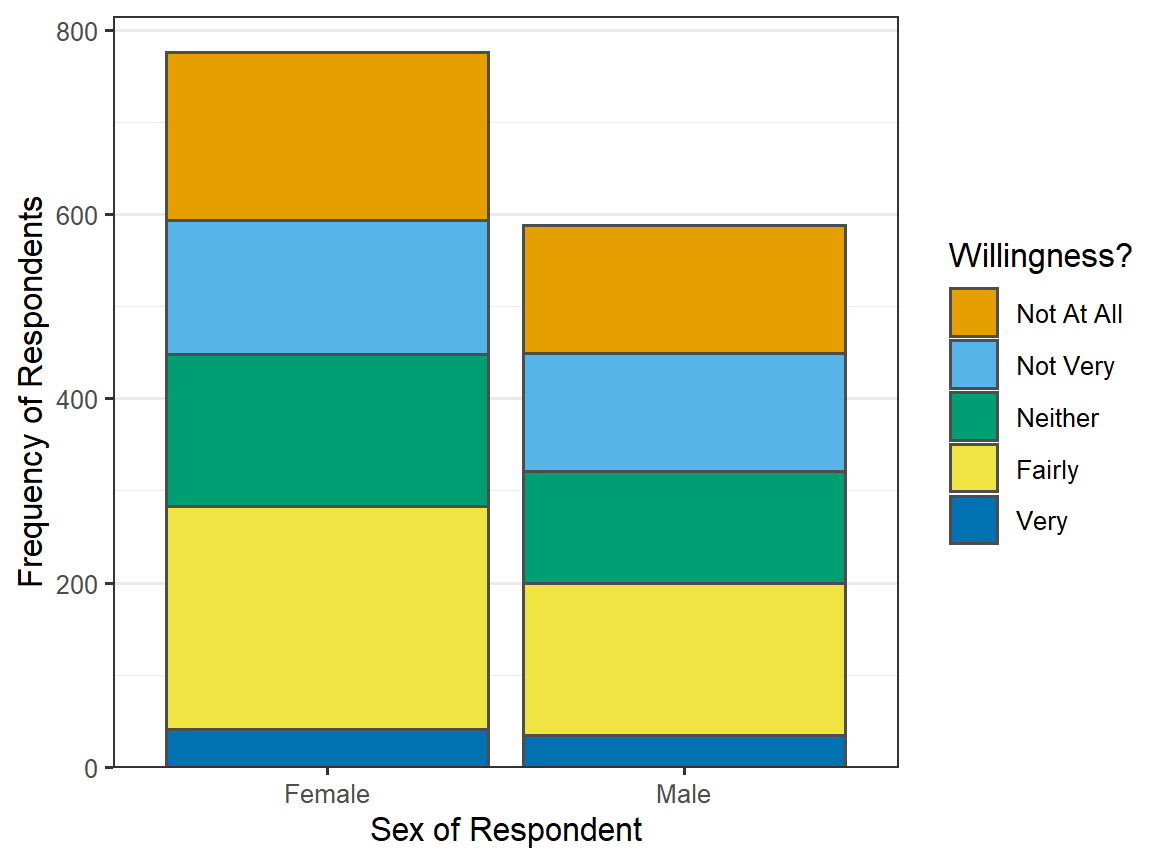 800
600
400
200
0
Frequency of Respondents
Female
Male
Sex of Respondent
Willingness?
Not At All
Not Very
Neither
Fairly
Very